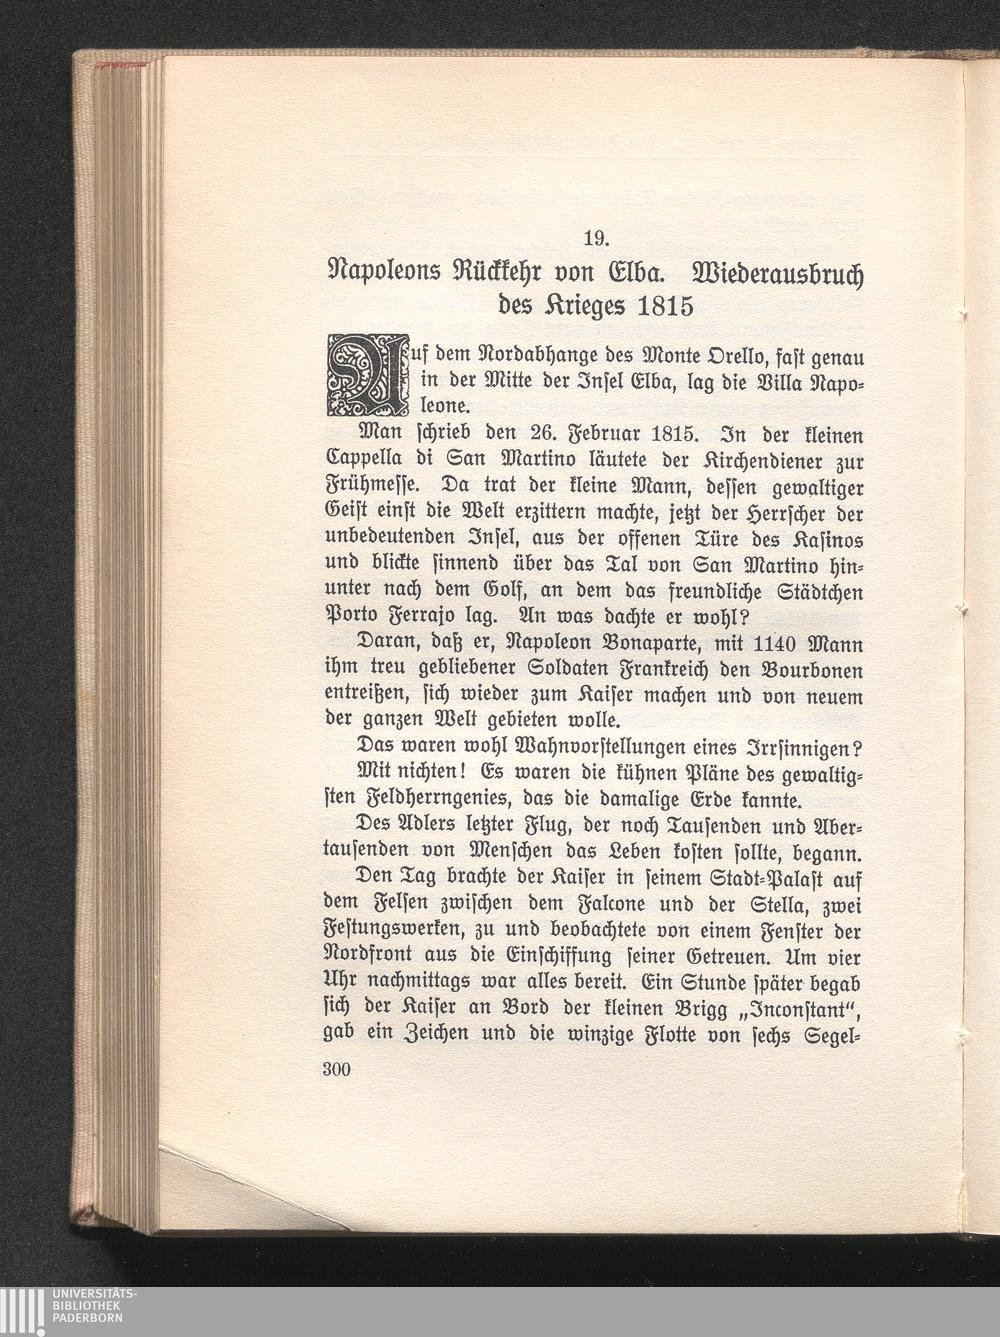 19.
Napoleons Rückkehr von Elba. Wiederausbruch
des Krieges 1815
Auf dem Nordabhange des Monte Orello, fast genau
in der Mitte der Insel Elba, lag die Villa Napo-
leone.
Man schrieb den 26. Februar 1815. In der kleinen
Cappella di San Martino läutete der Kirchendiener zur
Frühmesse. Da trat der kleine Mann, dessen gewaltiger
Geist einst die Welt erzittern machte, jetzt der Herrscher der
unbedeutenden Insel, aus der offenen Türe des Kasinos
und blickte sinnend über das Tal von San Martino hin-
unter nach dem Golf, an dem das freundliche Städtchen
Porto Ferrajo lag. An was dachte er wohl?
Daran, daß er, Napoleon Bonaparte, mit 1140 Mann
ihm treu gebliebener Soldaten Frankreich den Bourbonen
entreißen, sich wieder zum Kaiser machen und von neuem
der ganzen Welt gebieten wolle.
Das waren wohl Wahnvorstellungen eines Irrsinnigen?
Mit nichten! Es waren die kühnen Pläne des gewaltig-
sten Feldherrngenies, das die damalige Erde kannte.
Des Adlers letzter Flug, der noch Tausenden und Aber-
tausenden von Menschen das Leben kosten sollte, begann.
Den Tag brachte der Kaiser in seinem Stadt-Palast auf
dem Felsen zwischen dem Falcone und der Stella, zwei
Festungswerken, zu und beobachtete von einem Fenster der
Nordfront aus die Einschiffung seiner Getreuen. Um vier
Uhr nachmittags war alles bereit. Ein Stunde später begab
sich der Kaiser an Bord der kleinen Brigg „Inconstant“,
gab ein Zeichen und die winzige Flotte von sechs Segel-
300
UNIVERSITÄTS-
BIBLIOTHEK
PADERBORN